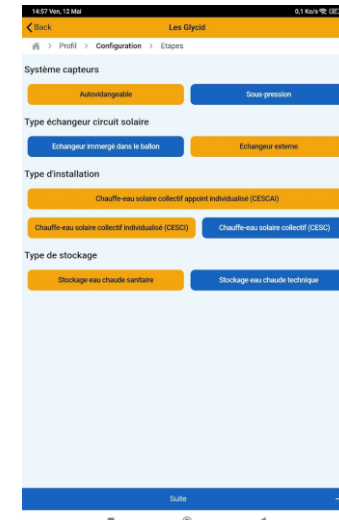 14:57 Ven, 12 Mai 0,1 Ko/s
Back Les Glycid
Profil > Configuration > Etapes
Système capteurs
Autovidangeable Sous-pression
Type échangeur circuit solaire
Echangeur immergé dans le ballon Echangeur externe
Type d'installation
Chauffe-eau solaire collectif appoint individualisé (CESCAI)
Chauffe-eau solaire collectif individualisé (CESCI) Chauffe-eau solaire collectif (CESC)
Type de stockage
Stockage eau chaude sanitaire Stockage eau chaude technique
Suite